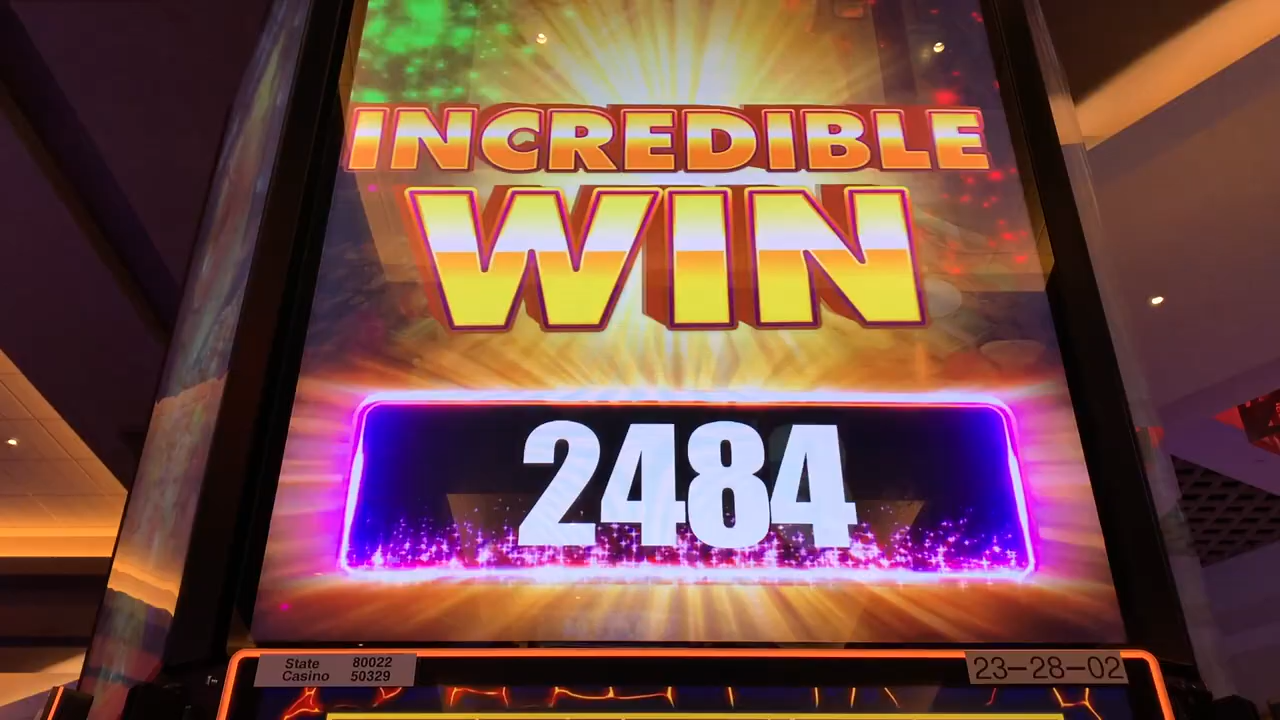 INCREDIBLE
WIN
2484
State 80022
Casino 50329
23-28-02